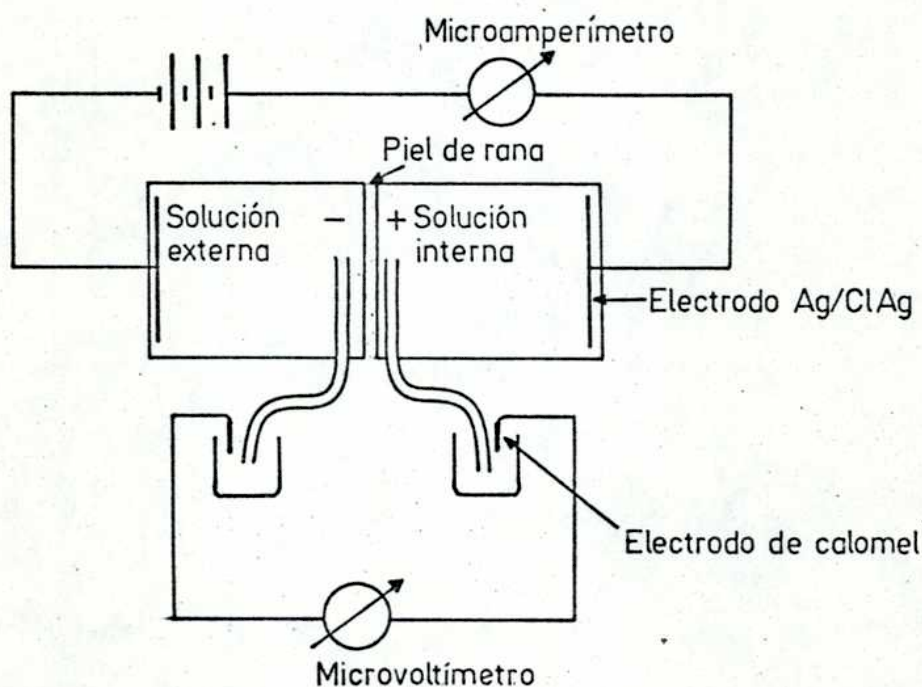 Microamperímetro
Piel de rana
Solución
externa
−
+ Solución
interna
Electrodo Ag/ClAg
Electrodo de calomel
Microvoltímetro